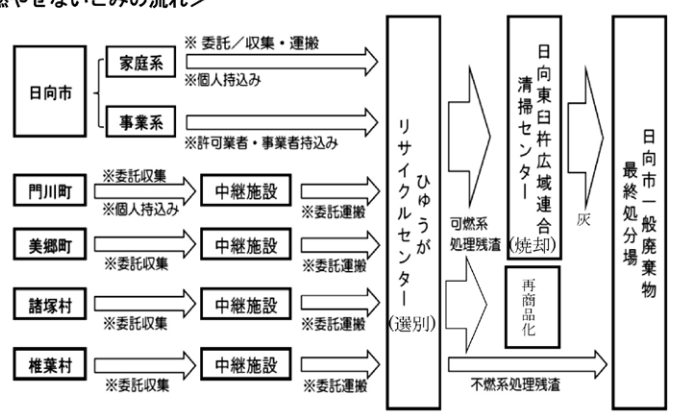 燃やせないごみの流れ>
日向市
家庭系
※ 委託／収集・運搬
※個人持込み
事業系
※許可業者・事業者持込み
門川町
※委託収集
※個人持込み
中継施設
※委託運搬
美郷町
※委託収集
中継施設
※委託運搬
諸塚村
※委託収集
中継施設
※委託運搬
椎葉村
※委託収集
中継施設
※委託運搬
ひゅうが
リサイクルセンター
(選別)
可燃系
処理残渣
日向東臼杵広域連合
清掃センター
(焼却)
再商品化
灰
不燃系処理残渣
日向市一般廃棄物
最終処分場